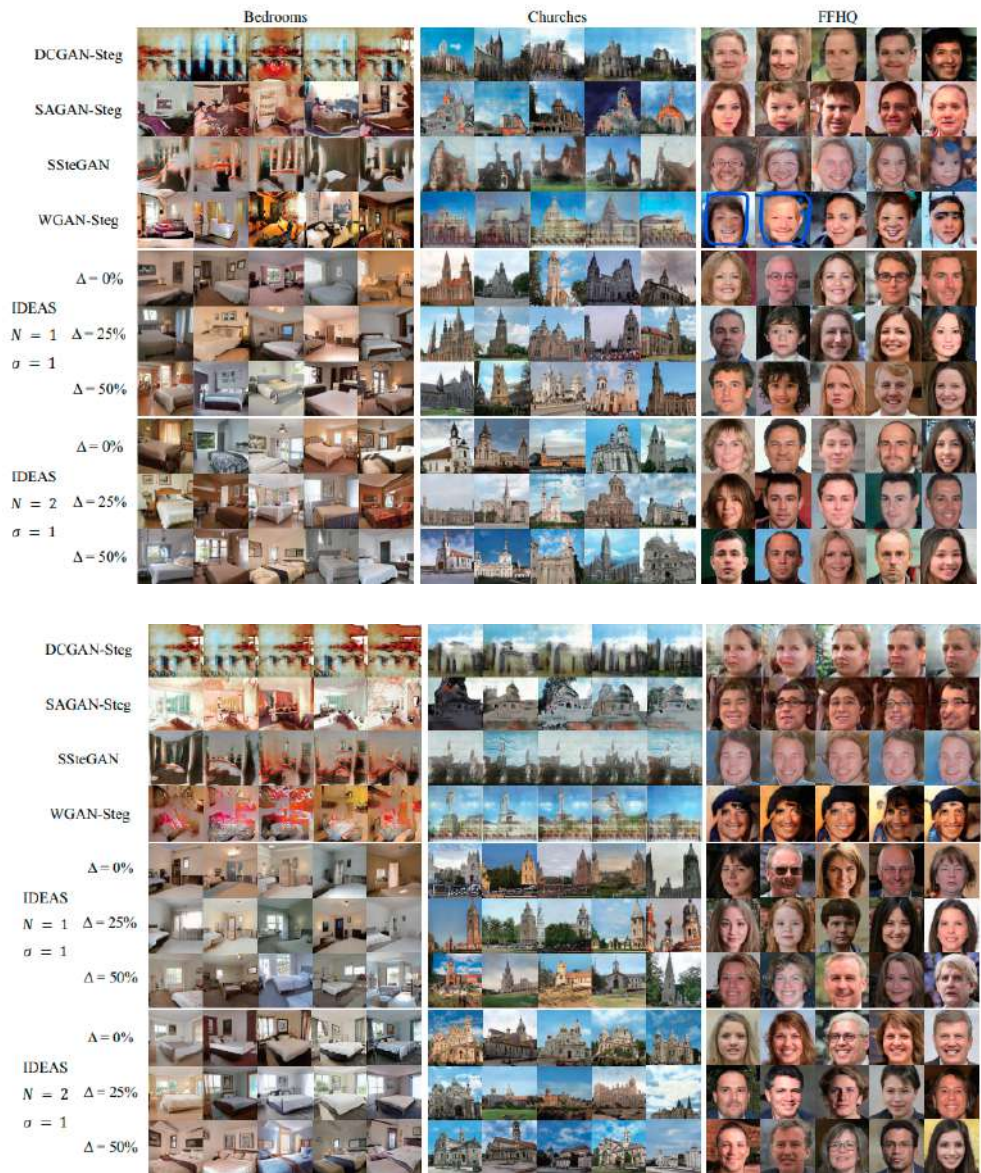 Bedrooms Churches FFHQ
DCGAN-Steg
SAGAN-Steg
SSteGAN
WGAN-Steg
Δ = 0%
IDEAS
N = 1 Δ = 25%
σ = 1
Δ = 50%
Δ = 0%
IDEAS
N = 2 Δ = 25%
σ = 1
Δ = 50%
DCGAN-Steg
SAGAN-Steg
SSteGAN
WGAN-Steg
Δ = 0%
IDEAS
N = 1 Δ = 25%
σ = 1
Δ = 50%
Δ = 0%
IDEAS
N = 2 Δ = 25%
σ = 1
Δ = 50%